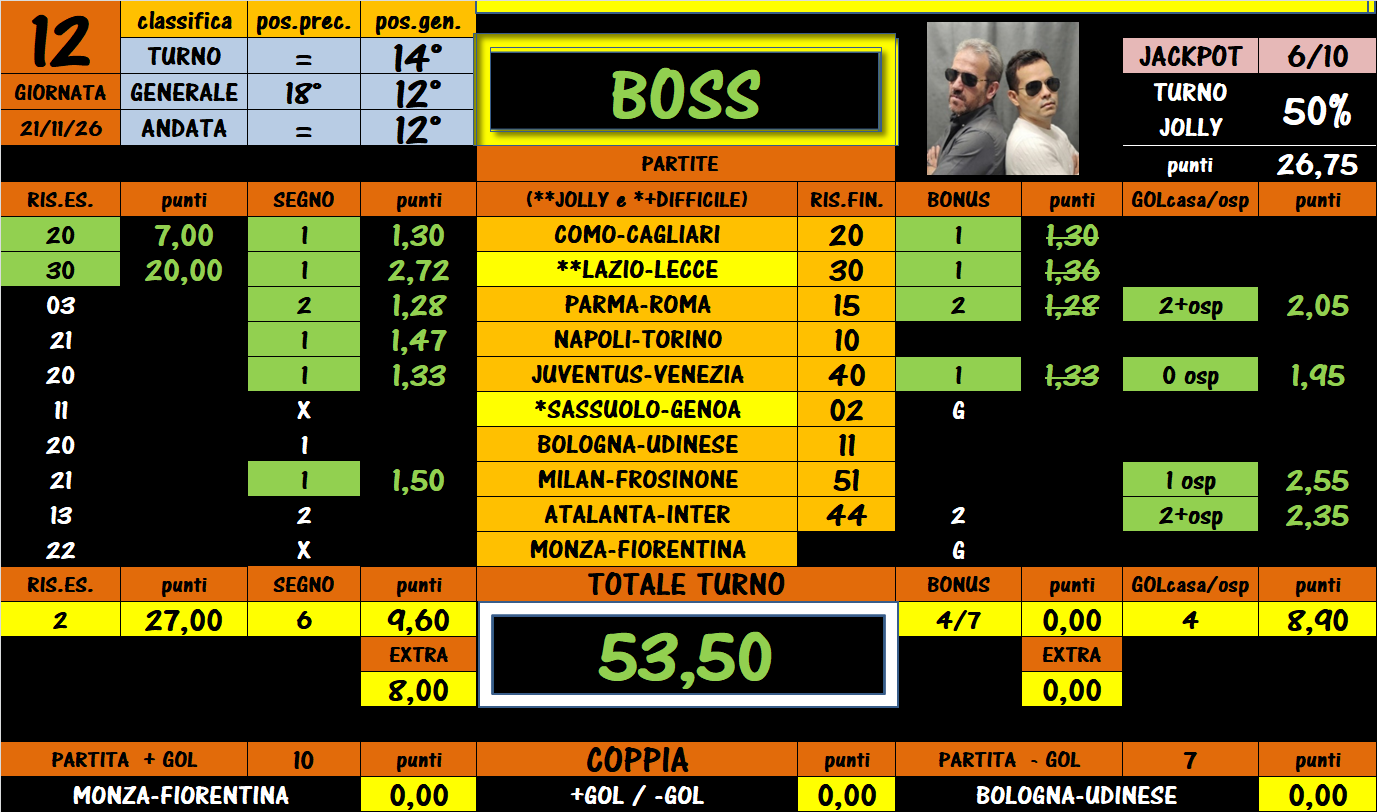 12 classifica pos.prec. pos.gen.
TURNO = 14°
GIORNATA GENERALE 18° 12°
21/11/26 ANDATA = 12°
BOSS
JACKPOT 6/10
TURNO JOLLY 50%
punti 26,75
PARTITE
RIS.ES. punti SEGNO punti (**JOLLY e *+DIFFICILE) RIS.FIN. BONUS punti GOLcasa/osp punti
20 7,00 1 1,30 COMO-CAGLIARI 20 1 1,30
30 20,00 1 2,72 **LAZIO-LECCE 30 1 1,36
03 2 1,28 PARMA-ROMA 15 2 1,28 2+osp 2,05
21 1 1,47 NAPOLI-TORINO 10
20 1 1,33 JUVENTUS-VENEZIA 40 1 1,33 0 osp 1,95
11 X *SASSUOLO-GENOA 02 G
20 1 BOLOGNA-UDINESE 11
21 1 1,50 MILAN-FROSINONE 51 1 osp 2,55
13 2 ATALANTA-INTER 44 2 2+osp 2,35
22 X MONZA-FIORENTINA G
RIS.ES. punti SEGNO punti TOTALE TURNO BONUS punti GOLcasa/osp punti
2 27,00 6 9,60 4/7 0,00 4 8,90
53,50
EXTRA EXTRA
8,00 0,00
PARTITA + GOL 10 punti COPPIA punti PARTITA - GOL 7 punti
MONZA-FIORENTINA 0,00 +GOL / -GOL 0,00 BOLOGNA-UDINESE 0,00